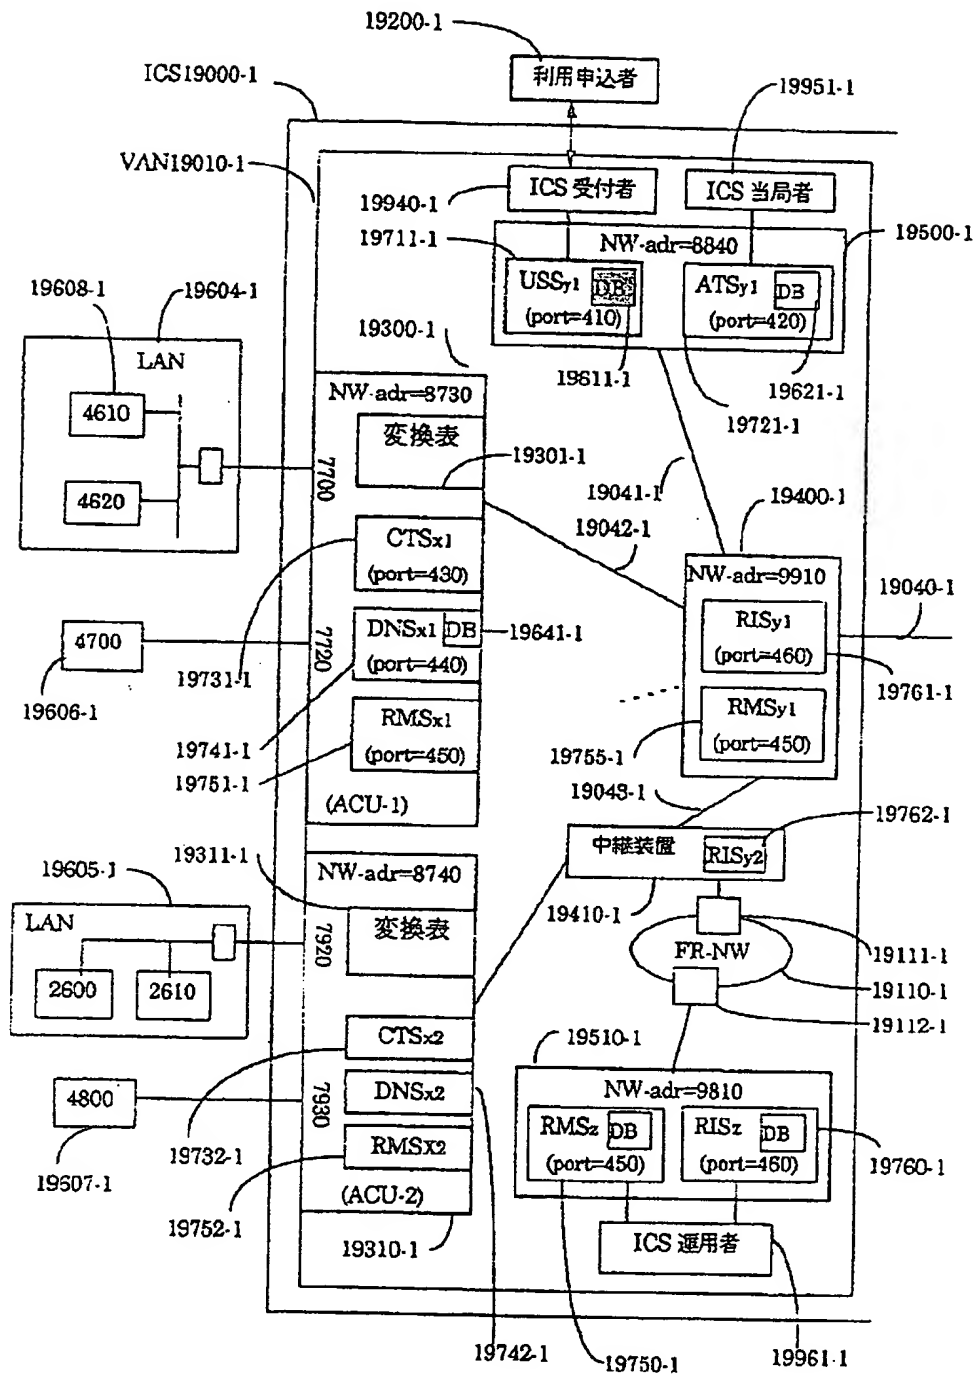 19200-1
ICS19000-1
利用申込者
19951-1
VAN19010-1
19940-1
ICS 受付者
ICS 当局者
19711-1
NW-adr=8840
19500-1
USSy1
DB
(port=410)
ATSy1
DB
(port=420)
19608-1
19604-1
19300-1
19611-1
19621-1
19721-1
LAN
4610
4620
NW-adr=8730
変換表
7700
19301-1
19041-1
19042-1
19400-1
CTSx1
(port=430)
NW-adr=9910
19040-1
4700
19606-1
7720
19731-1
DNSx1
DB
(port=440)
19641-1
RISy1
(port=460)
19761-1
19741-1
19751-1
RMSx1
(port=450)
RMSy1
(port=450)
19755-1
(ACU-1)
19043-1
19762-1
19605-1
19311-1
NW-adr=8740
中継装置
RISy2
19410-1
LAN
2600
2610
7920
変換表
FR-NW
19111-1
19110-1
19112-1
CTSx2
19510-1
4800
19607-1
7930
DNSx2
NW-adr=9810
19732-1
RMSX2
RMSz
DB
(port=450)
RISz
DB
(port=460)
19760-1
19752-1
(ACU-2)
19310-1
ICS 運用者
19742-1
19750-1
19961-1